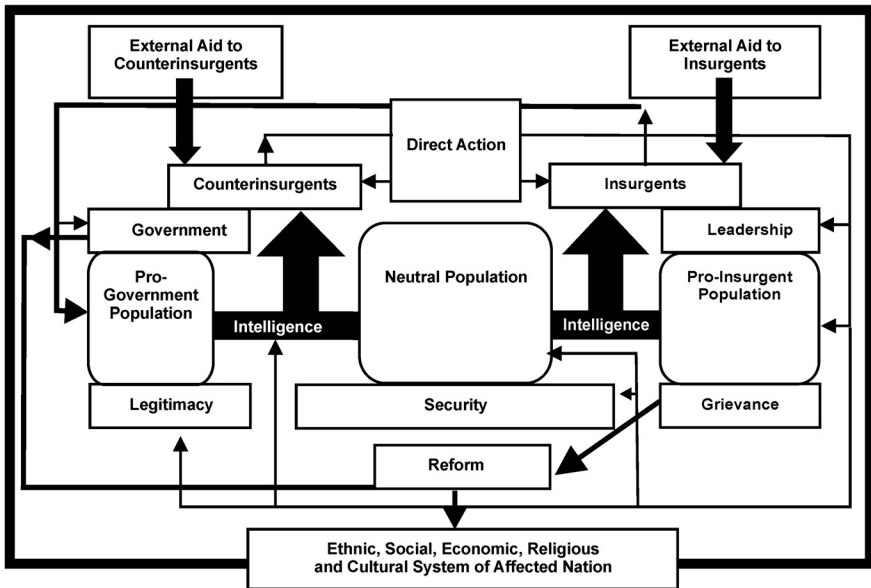 External Aid to
Counterinsurgents
External Aid to
Insurgents
Direct Action
Counterinsurgents
Insurgents
Government
Leadership
Pro-
Government
Population
Neutral Population
Pro-Insurgent
Population
Intelligence
Intelligence
Legitimacy
Security
Grievance
Reform
Ethnic, Social, Economic, Religious
and Cultural System of Affected Nation